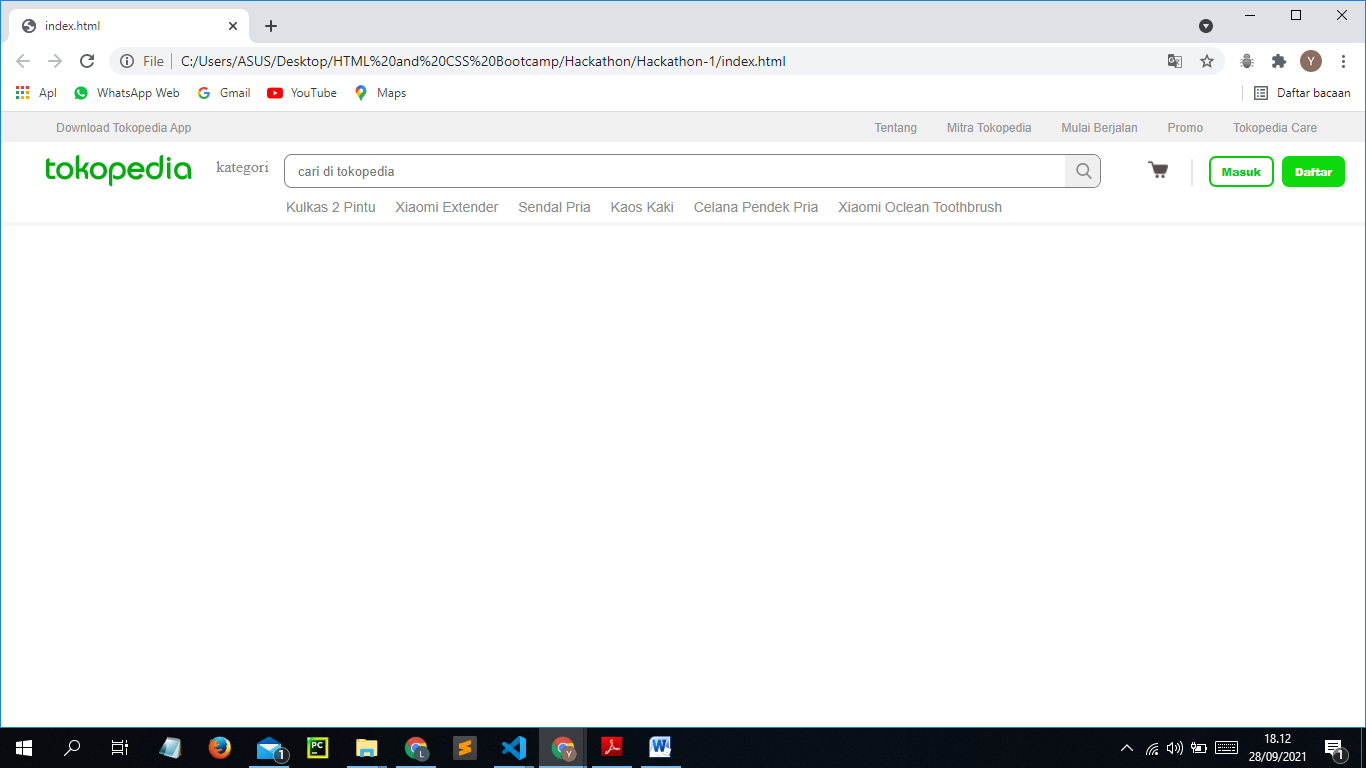 index.html
File C:/Users/ASUS/Desktop/HTML%20and%20CSS%20Bootcamp/Hackathon/Hackathon-1/index.html Y
Apl WhatsApp Web Gmail YouTube Maps Daftar bacaan
Download Tokopedia App Tentang Mitra Tokopedia Mulai Berjalan Promo Tokopedia Care
tokopedia kategori cari di tokopedia Masuk Daftar
Kulkas 2 Pintu Xiaomi Extender Sendal Pria Kaos Kaki Celana Pendek Pria Xiaomi Oclean Toothbrush
1 PC L Y W 18.12
28/09/2021 1